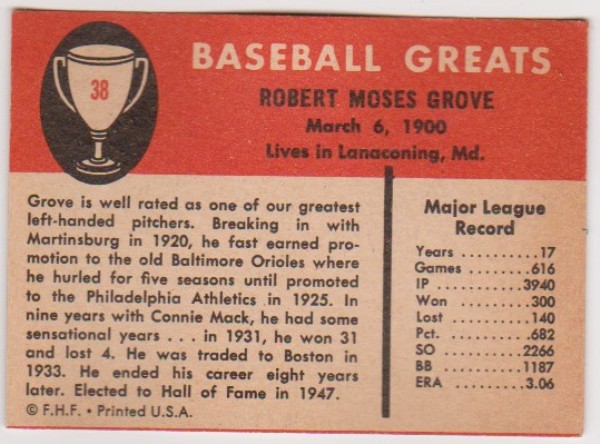 38
BASEBALL GREATS
ROBERT MOSES GROVE
March 6, 1900
Lives in Lanaconing, Md.
Grove is well rated as one of our greatest
left-handed pitchers. Breaking in with
Martinsburg in 1920, he fast earned pro-
motion to the old Baltimore Orioles where
he hurled for five seasons until promoted
to the Philadelphia Athletics in 1925. In
nine years with Connie Mack, he had some
sensational years . . . in 1931, he won 31
and lost 4. He was traded to Boston in
1933. He ended his career eight years
later. Elected to Hall of Fame in 1947.
© F.H.F. • Printed U.S.A.
Major League
Record
Years ..........17
Games .........616
IP ............3940
Won ..........300
Lost ...........140
Pct. ...........682
SO ...........2266
BB ...........1187
ERA ..........3.06